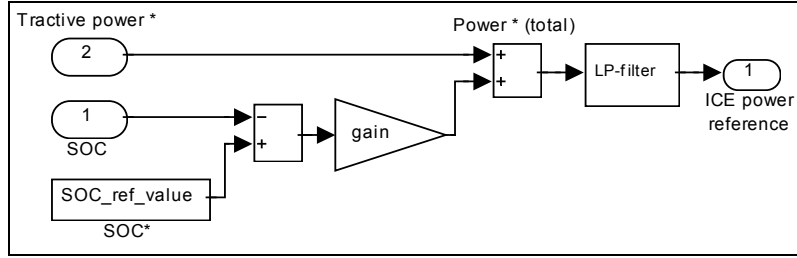 Tractive power *
2
Power * (total)
+
+
LP-filter
1
ICE power
reference
1
SOC
−
+
gain
SOC_ref_value
SOC*